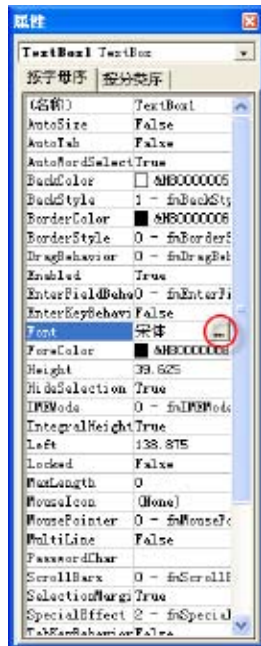 属性
TextBox1 TextBox
按字母序 按分类序
(名称) TextBox1
AutoSize False
AutoTab False
AutoWordSelect True
BackColor &H80000005
BackStyle 1 - fmBackSty
BorderColor &H80000006
BorderStyle 0 - fmBorderS
DragBehavior 0 - fmDragBeh
Enabled True
EnterFieldBeha 0 - fmEnterFi
EnterKeyBehavi False
Font 宋体 ...
ForeColor &H80000008
Height 39.625
HideSelection True
IMEMode 0 - fmIMEMode
IntegralHeight True
Left 138.875
Locked False
MaxLength 0
MouseIcon (None)
MousePointer 0 - fmMousePo
MultiLine False
PasswordChar
ScrollBars 0 - fmScrollB
SelectionMargi True
SpecialEffect 2 - fmSpecial
TabKeyBehavior False